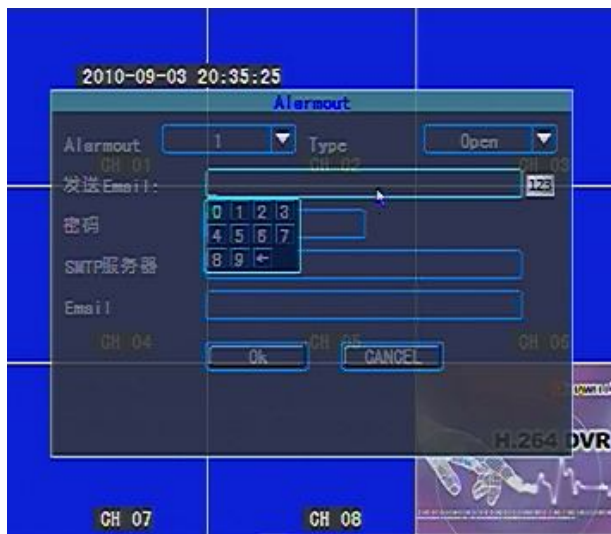 2010-09-03 20:35:25
Alarmout
Alarmout 1 Type Open
CH 01 CH 02 CH 03
发送Email: 123
密码
0 1 2 3
4 5 6 7
8 9 ←
SMTP服务器
Email
CH 04 CH 05 CH 06
Ok CANCEL
H.264 DVR
CH 07 CH 08